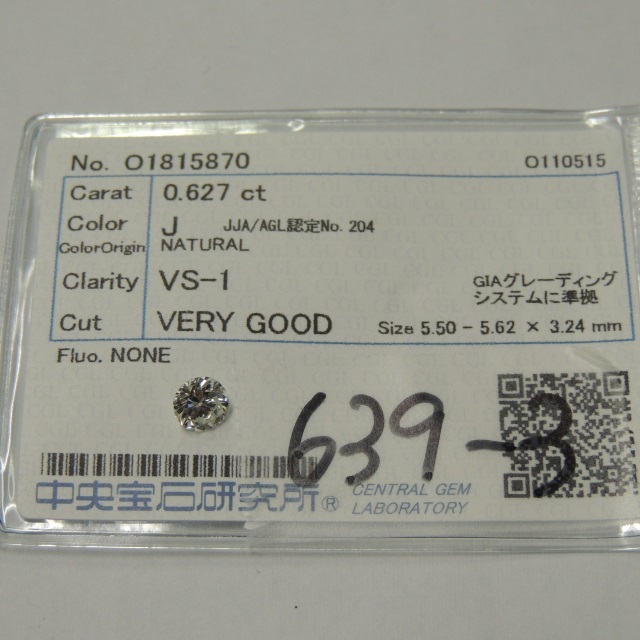 No. O1815870 O110515
Carat 0.627 ct
Color J JJA/AGL認定No. 204
ColorOrigin NATURAL
Clarity VS-1 GIAグレーディング
システムに準拠
Cut VERY GOOD Size 5.50 - 5.62 × 3.24 mm
Fluo. NONE
639-3
中央宝石研究所® CENTRAL GEM
LABORATORY